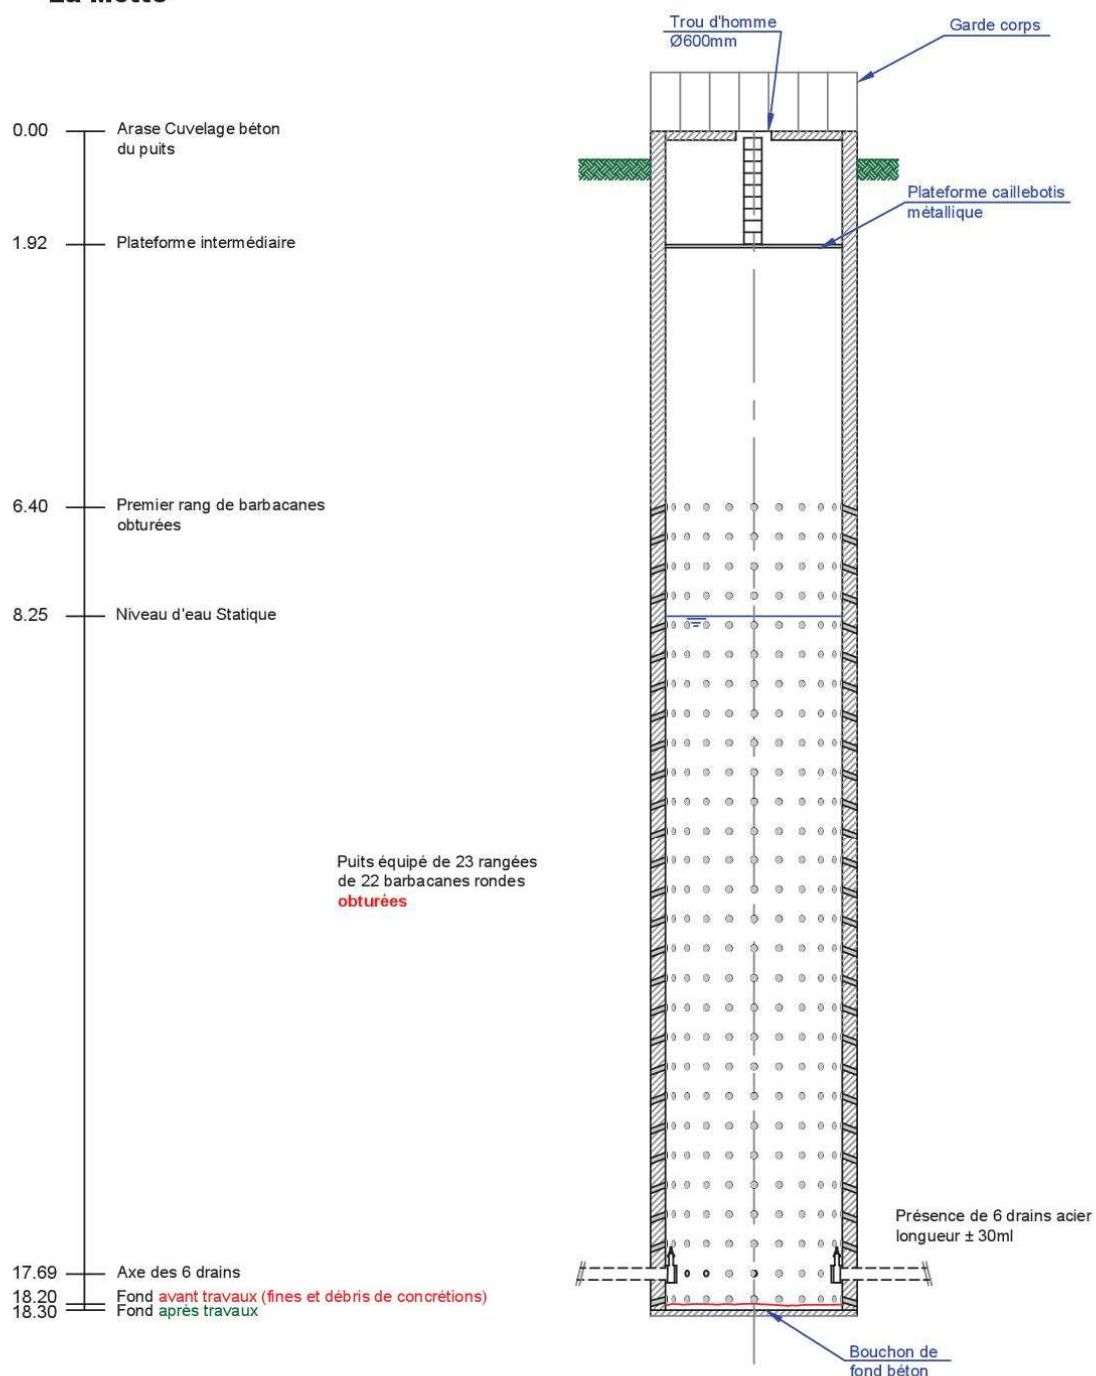 Trou d'homme
Ø600mm
Garde corps
0.00
Arase Cuvelage béton
du puits
Plateforme caillebotis
métallique
1.92
Plateforme intermédiaire
6.40
Premier rang de barbacanes
obturées
8.25
Niveau d'eau Statique
Puits équipé de 23 rangées
de 22 barbacanes rondes
obturées
Présence de 6 drains acier
longueur ± 30ml
17.69
Axe des 6 drains
18.20
Fond avant travaux (fines et débris de concrétions)
18.30
Fond après travaux
Bouchon de
fond béton